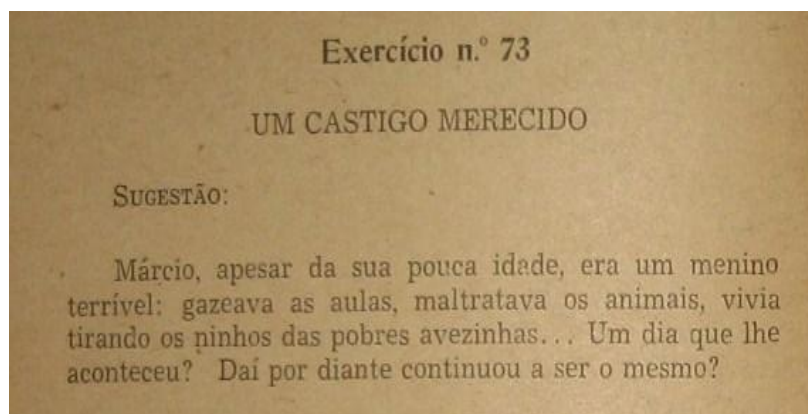 Exercício n.º 73
UM CASTIGO MERECIDO
SUGESTÃO:
Márcio, apesar da sua pouca idade, era um menino
terrível: gazeava as aulas, maltratava os animais, vivia
tirando os ninhos das pobres avezinhas... Um dia que lhe
aconteceu? Daí por diante continuou a ser o mesmo?